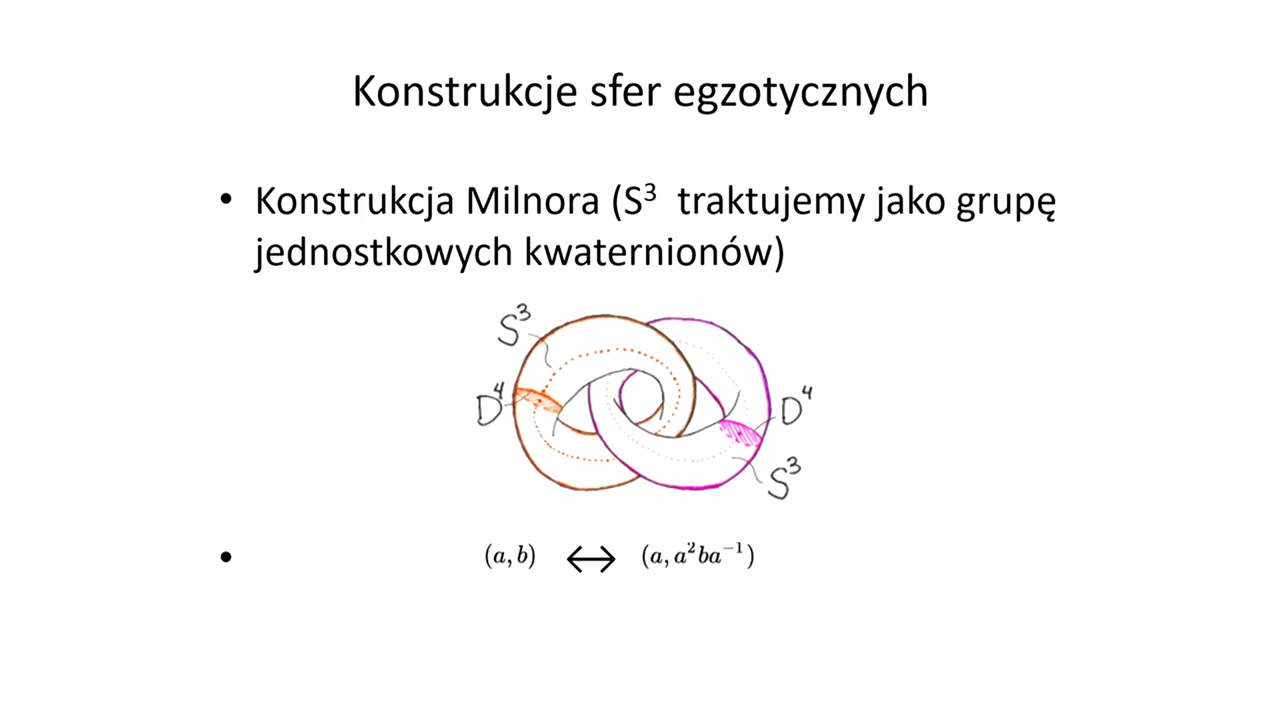 Konstrukcje sfer egzotycznych
• Konstrukcja Milnora (S³ traktujemy jako grupę
jednostkowych kwaternionów)
S³
D⁴
D⁴
S³
• (a, b) ↔ (a, a²ba⁻¹)